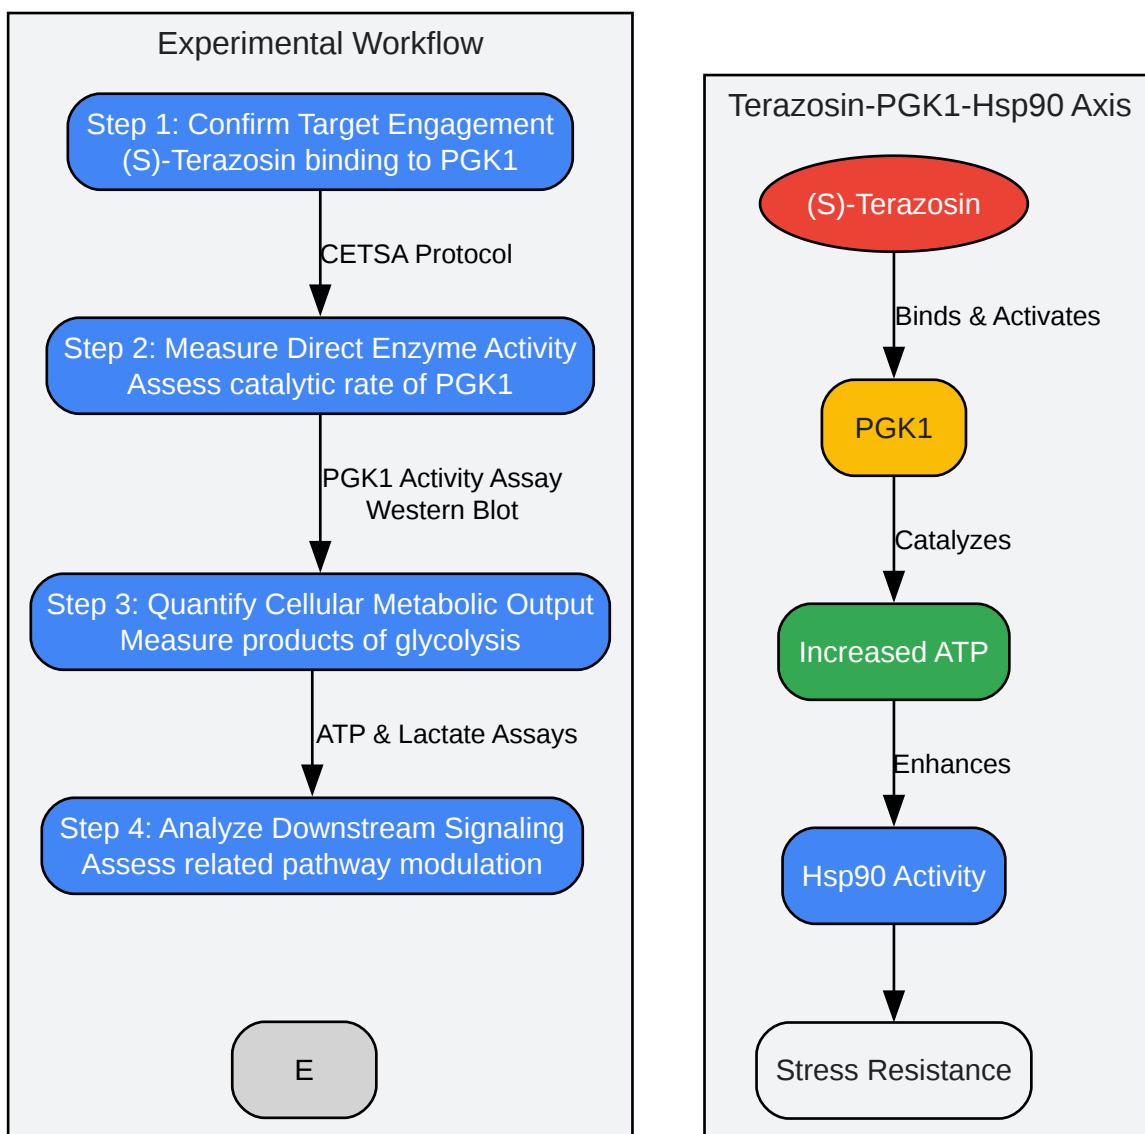 Experimental Workflow
Step 1: Confirm Target Engagement
(S)-Terazosin binding to PGK1
CETSA Protocol
Step 2: Measure Direct Enzyme Activity
Assess catalytic rate of PGK1
PGK1 Activity Assay
Western Blot
Step 3: Quantify Cellular Metabolic Output
Measure products of glycolysis
ATP & Lactate Assays
Step 4: Analyze Downstream Signaling
Assess related pathway modulation
E
Terazosin-PGK1-Hsp90 Axis
(S)-Terazosin
Binds & Activates
PGK1
Catalyzes
Increased ATP
Enhances
Hsp90 Activity
Stress Resistance